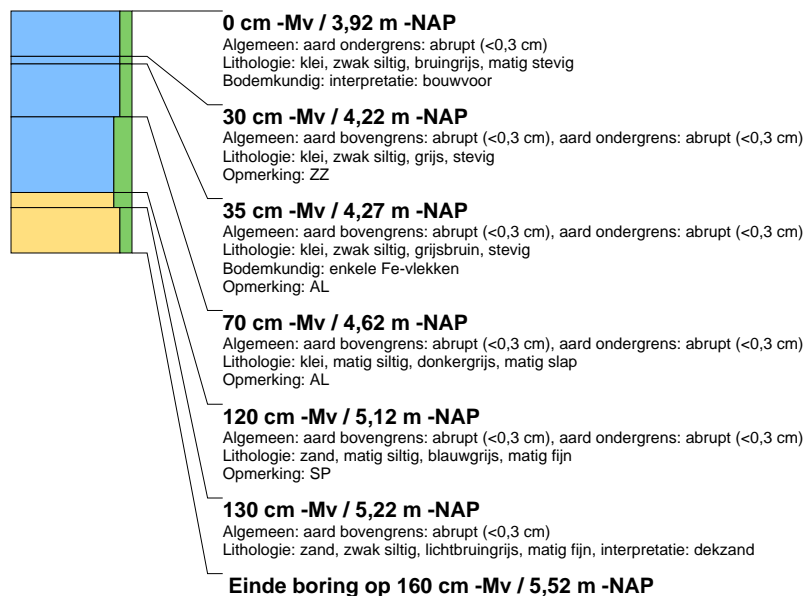 0 cm -Mv / 3,92 m -NAP
Algemeen: aard ondergrens: abrupt (<0,3 cm)
Lithologie: klei, zwak siltig, bruingrijs, matig stevig
Bodemkundig: interpretatie: bouwvoor
30 cm -Mv / 4,22 m -NAP
Algemeen: aard bovengrens: abrupt (<0,3 cm), aard ondergrens: abrupt (<0,3 cm)
Lithologie: klei, zwak siltig, grijs, stevig
Opmerking: ZZ
35 cm -Mv / 4,27 m -NAP
Algemeen: aard bovengrens: abrupt (<0,3 cm), aard ondergrens: abrupt (<0,3 cm)
Lithologie: klei, zwak siltig, grijsbruin, stevig
Bodemkundig: enkele Fe-vlekken
Opmerking: AL
70 cm -Mv / 4,62 m -NAP
Algemeen: aard bovengrens: abrupt (<0,3 cm), aard ondergrens: abrupt (<0,3 cm)
Lithologie: klei, matig siltig, donkergrijs, matig slap
Opmerking: AL
120 cm -Mv / 5,12 m -NAP
Algemeen: aard bovengrens: abrupt (<0,3 cm), aard ondergrens: abrupt (<0,3 cm)
Lithologie: zand, matig siltig, blauwgrijs, matig fijn
Opmerking: SP
130 cm -Mv / 5,22 m -NAP
Algemeen: aard bovengrens: abrupt (<0,3 cm)
Lithologie: zand, zwak siltig, lichtbruingrijs, matig fijn, interpretatie: dekzand
Einde boring op 160 cm -Mv / 5,52 m -NAP